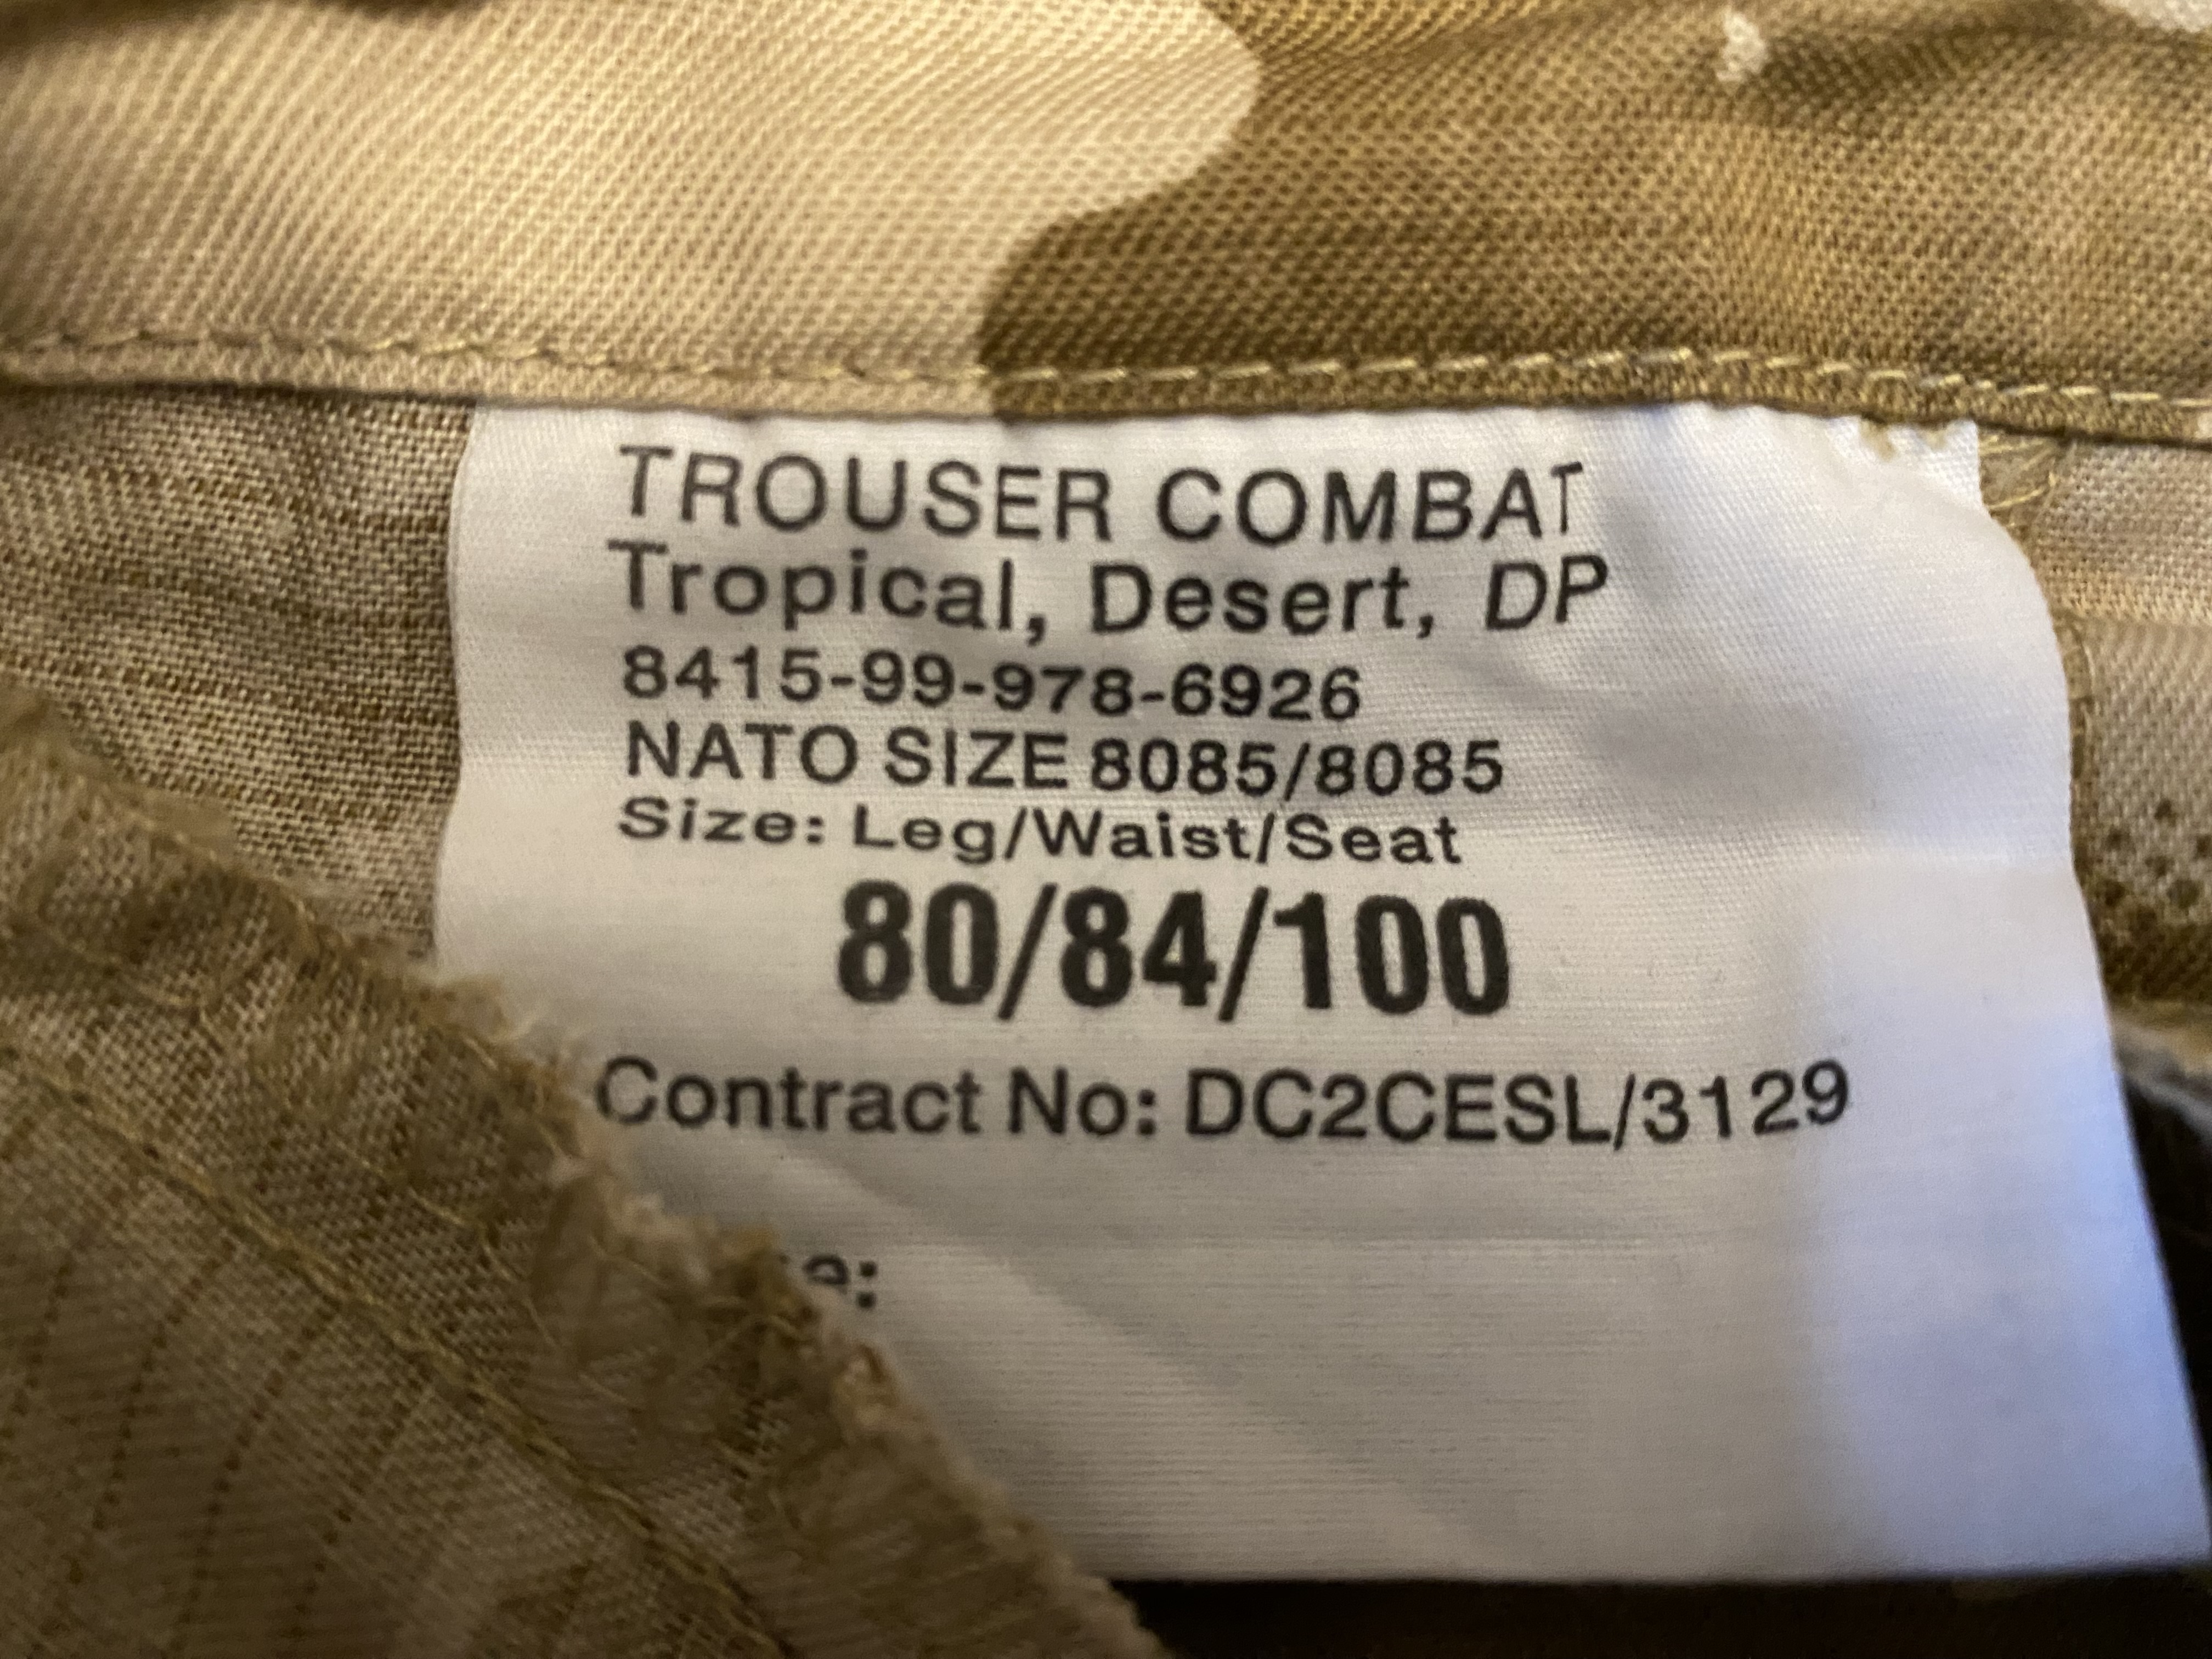 TROUSER COMBAT
Tropical, Desert, DP
8415-99-978-6926
NATO SIZE 8085/8085
Size: Leg/Waist/Seat
80/84/100
Contract No: DC2CESL/3129